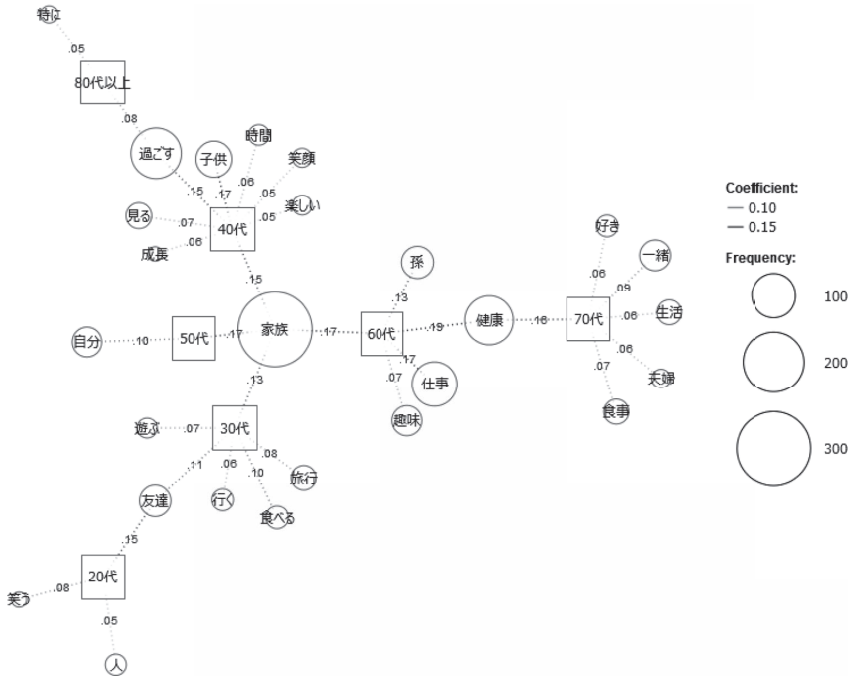 特に
.05
80代以上
.08
過ごす
子供
時間
笑顔
.15
.17
.06
.05
楽しい
見る
.07
40代
.05
成長
.06
.15
自分
.10
50代
.17
家族
.17
60代
孫
.13
.19
健康
.16
70代
好き
.06
一緒
.09
.06
生活
.06
夫婦
.07
食事
.17
仕事
.07
趣味
.13
遊ぶ
.07
30代
.08
旅行
.11
.06
.10
行く
食べる
友達
.15
20代
笑う
.08
.05
人
Coefficient:
0.10
0.15
Frequency:
100
200
300